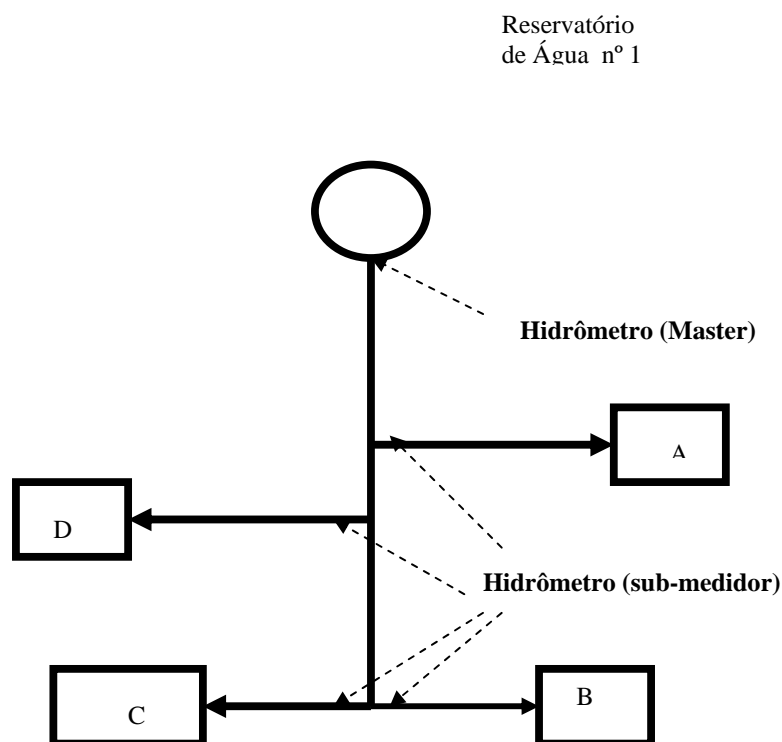 Reservatório
de Água nº 1
Hidrômetro (Master)
A
D
Hidrômetro (sub-medidor)
B
C